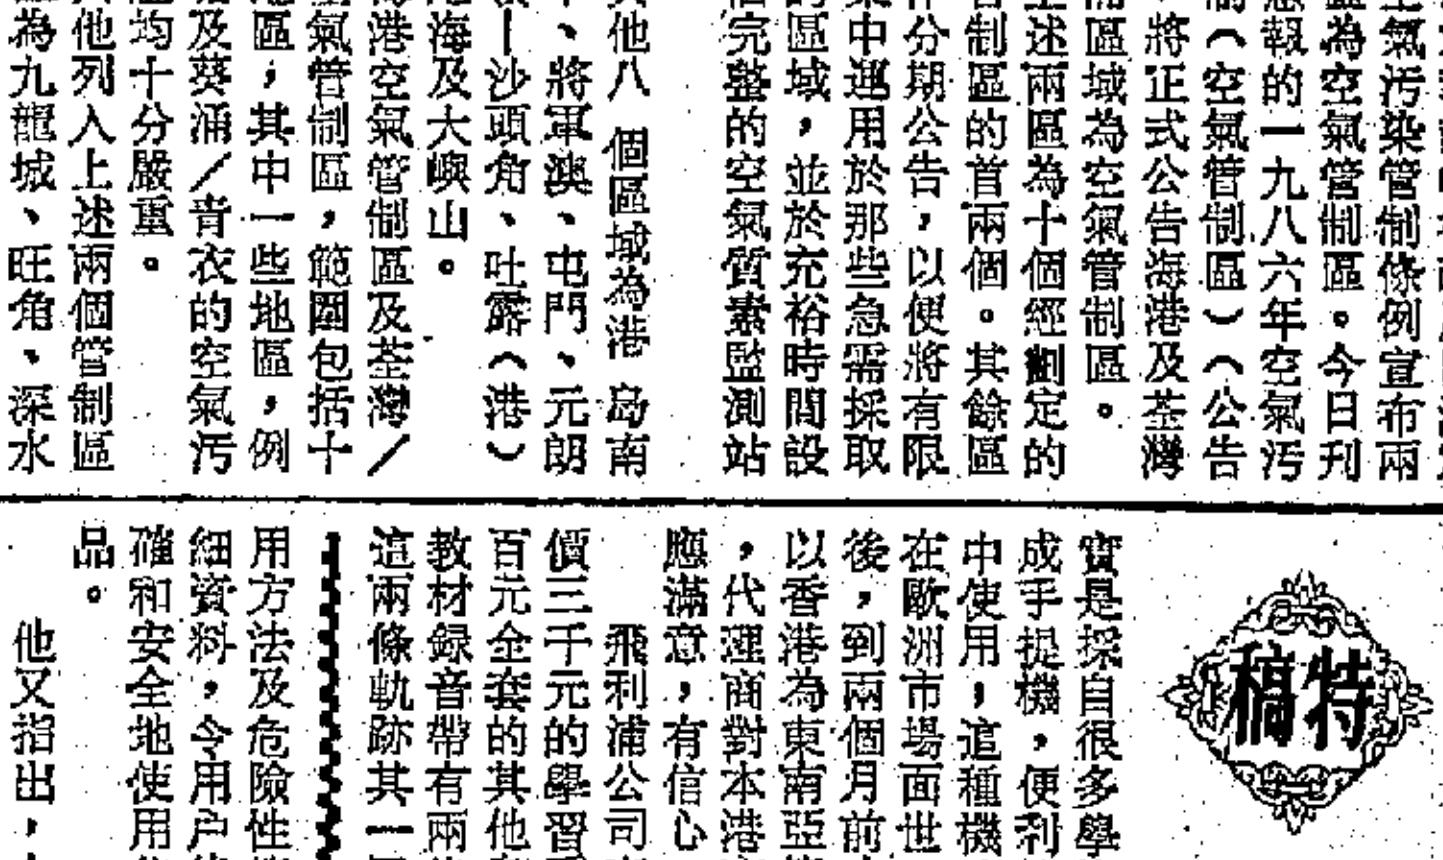 氣污染管制條例宣布兩
為空氣管制區。今日刊
憲報的一九八六年空氣污
制(空氣管制區)(公告
將正式公告海港及荃灣
區域為空氣管制區。
述兩區為十個經劃定的
制區的首兩個。其餘區
分期公告,以便將有限
中運用於那些急需採取
區域,並於充裕時間設
完整的空氣質素監測站
他八個區域為港島南
、將軍澳、屯門、元朗
—沙頭角、吐露(港)
海及大嶼山。
港空氣管制區及荃灣/
氣管制區,範圍包括十
區,其中一些地區,例
及葵涌/青衣的空氣污
均十分嚴重。
他列入上述兩個管制區
為九龍城、旺角、深水
特稿
實是採自很多學
成手提機,便利
中使用,這種機
在歐洲市場面世
後,到兩個月前
以香港為東南亞
,代理商對本港
應滿意,有信心
飛利浦公司
價三千元的學習
百元全套的其他
教材録音帶有兩
這兩條軌跡其一
用方法及危險性
細資料,令用户
確和安全地使用
品。
他又指出,